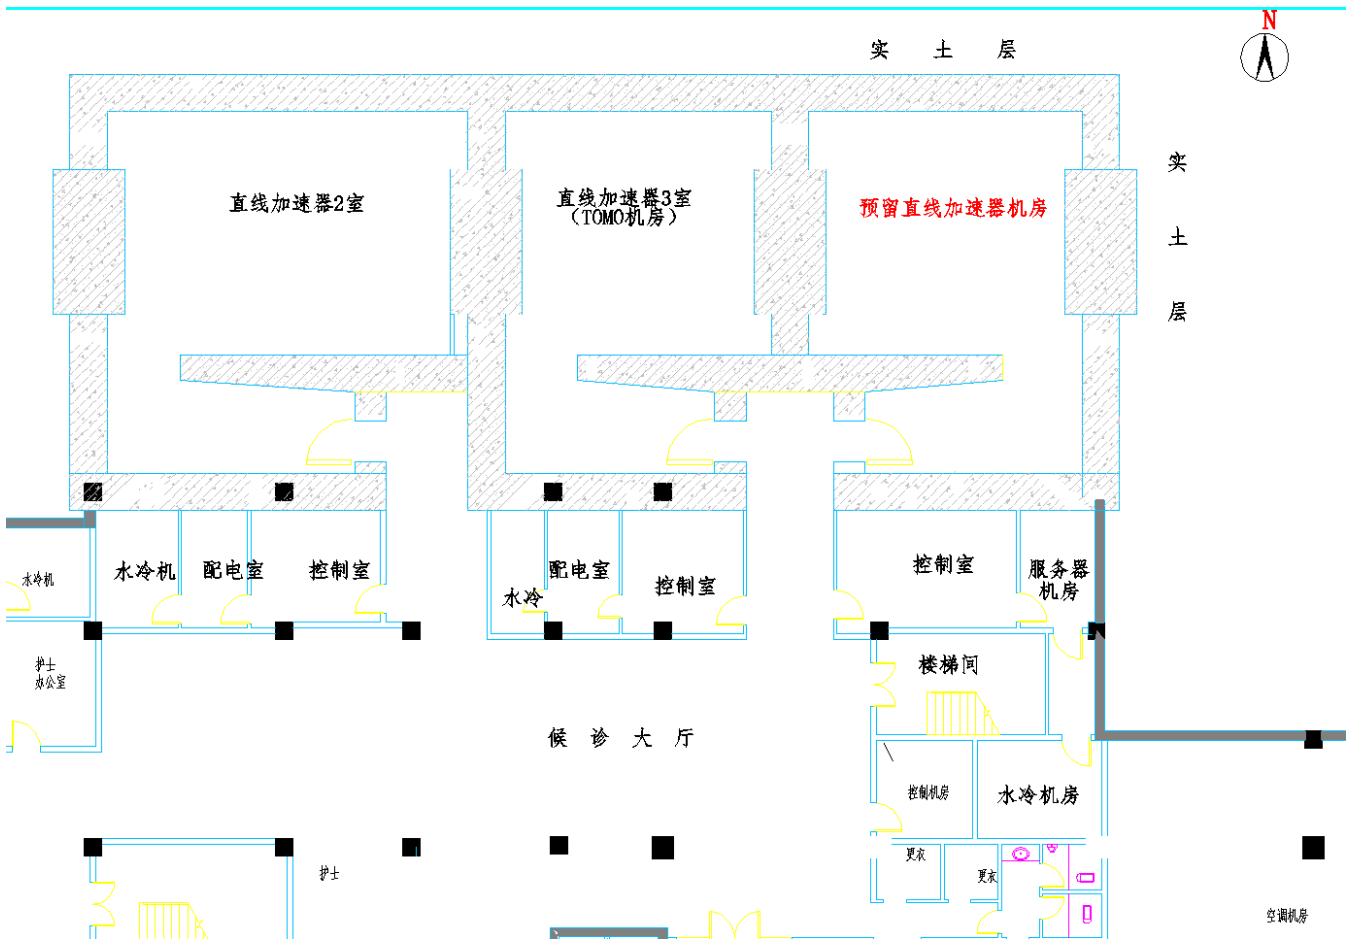 N
实 土 层
实
土
层
直线加速器2室
直线加速器3室
（TOMO机房）
预留直线加速器机房
水冷机
水冷机
配电室
控制室
水冷
配电室
控制室
控制室
服务器
机房
护士
办公室
楼梯间
候诊大厅
控制机房
水冷机房
更衣
更衣
护士
空调机房